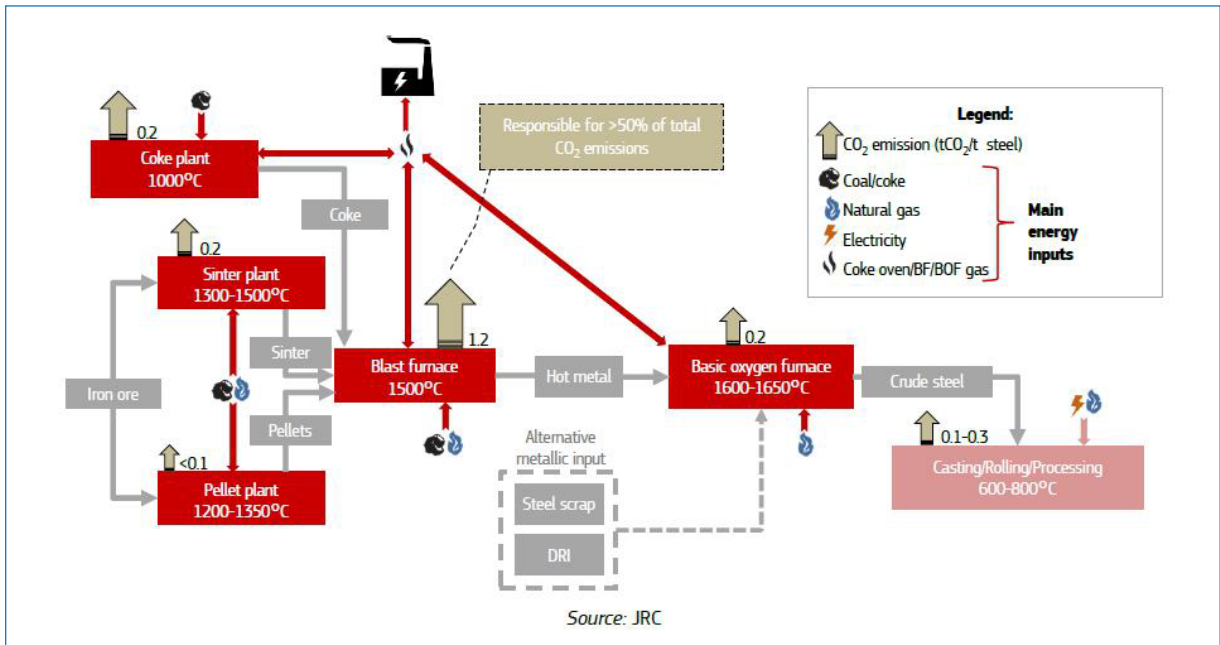 Responsible for >50% of total
CO₂ emissions
Legend:
CO₂ emission (tCO₂/t steel)
Coal/coke
Natural gas
Electricity
Coke oven/BF/BOF gas
Main
energy
inputs
0.2
Coke plant
1000°C
Coke
0.2
Sinter plant
1300-1500°C
Sinter
Iron ore
Pellets
<0.1
Pellet plant
1200-1350°C
1.2
Blast furnace
1500°C
Hot metal
0.2
Basic oxygen furnace
1600-1650°C
Crude steel
Alternative
metallic input
Steel scrap
DRI
0.1-0.3
Casting/Rolling/Processing
600-800°C
Source: JRC